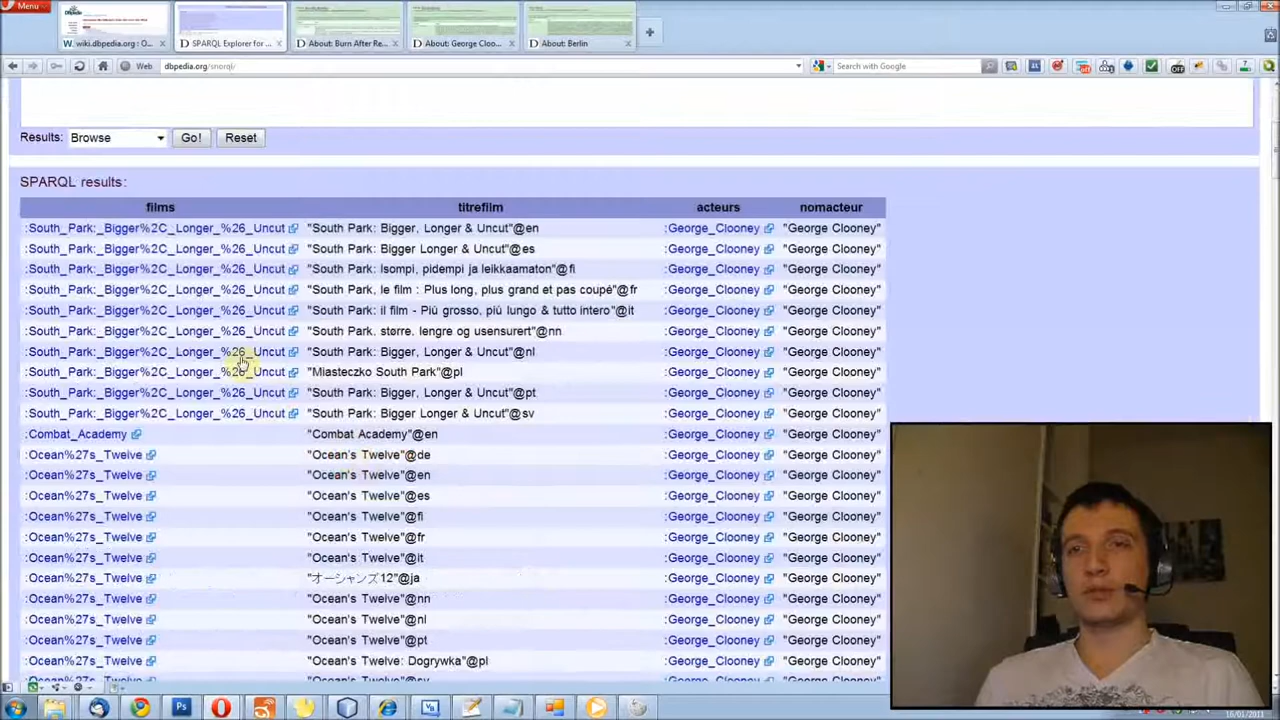 Menu
W wiki.dbpedia.org : O...
D SPARQL Explorer for ...
D About: Burn After Re...
D About: George Cloo...
D About: Berlin
Web dbpedia.org/snorql/
Search with Google
Results: Browse Go! Reset
SPARQL results:
films titrefilm acteurs nomacteur
:South_Park:_Bigger%2C_Longer_%26_Uncut "South Park: Bigger, Longer & Uncut"@en :George_Clooney "George Clooney"
:South_Park:_Bigger%2C_Longer_%26_Uncut "South Park: Bigger Longer & Uncut"@es :George_Clooney "George Clooney"
:South_Park:_Bigger%2C_Longer_%26_Uncut "South Park: Isompi, pidempi ja leikkaamaton"@fi :George_Clooney "George Clooney"
:South_Park:_Bigger%2C_Longer_%26_Uncut "South Park, le film : Plus long, plus grand et pas coupé"@fr :George_Clooney "George Clooney"
:South_Park:_Bigger%2C_Longer_%26_Uncut "South Park: il film - Più grosso, più lungo & tutto intero"@it :George_Clooney "George Clooney"
:South_Park:_Bigger%2C_Longer_%26_Uncut "South Park. større. lengre og usensurert"@nn :George_Clooney "George Clooney"
:South_Park:_Bigger%2C_Longer_%26_Uncut "South Park: Bigger, Longer & Uncut"@nl :George_Clooney "George Clooney"
:South_Park:_Bigger%2C_Longer_%26_Uncut "Miasteczko South Park"@pl :George_Clooney "George Clooney"
:South_Park:_Bigger%2C_Longer_%26_Uncut "South Park: Bigger, Longer & Uncut"@pt :George_Clooney "George Clooney"
:South_Park:_Bigger%2C_Longer_%26_Uncut "South Park: Bigger Longer & Uncut"@sv :George_Clooney "George Clooney"
:Combat_Academy "Combat Academy"@en :George_Clooney "George Clooney"
:Ocean%27s_Twelve "Ocean's Twelve"@de :George_Clooney "George Clooney"
:Ocean%27s_Twelve "Ocean's Twelve"@en :George_Clooney "George Clooney"
:Ocean%27s_Twelve "Ocean's Twelve"@es :George_Clooney "George Clooney"
:Ocean%27s_Twelve "Ocean's Twelve"@fi :George_Clooney "George Clooney"
:Ocean%27s_Twelve "Ocean's Twelve"@fr :George_Clooney "George Clooney"
:Ocean%27s_Twelve "Ocean's Twelve"@it :George_Clooney "George Clooney"
:Ocean%27s_Twelve "オーシャンズ12"@ja :George_Clooney "George Clooney"
:Ocean%27s_Twelve "Ocean's Twelve"@nn :George_Clooney "George Clooney"
:Ocean%27s_Twelve "Ocean's Twelve"@nl :George_Clooney "George Clooney"
:Ocean%27s_Twelve "Ocean's Twelve"@pt :George_Clooney "George Clooney"
:Ocean%27s_Twelve "Ocean's Twelve: Dogrywka"@pl :George_Clooney "George Clooney"
:Ocean%27s_Twelve "Ocean's Twelve"@sv :George_Clooney "George Clooney"
16/01/2011